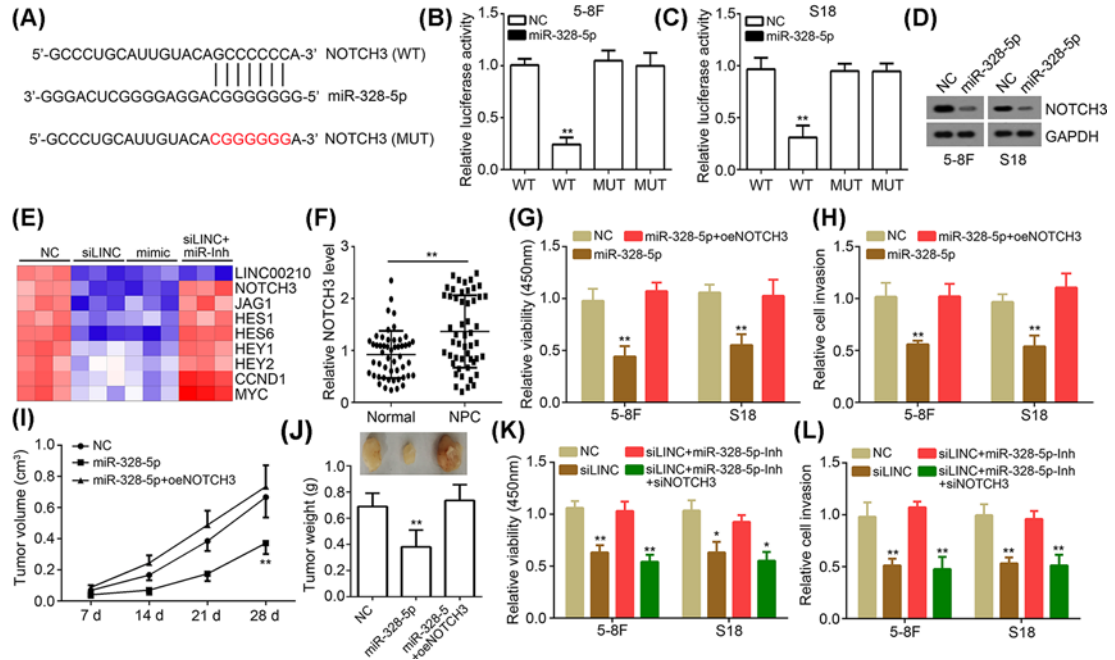 (A)
5'-GCCCUGCAUUGUACAGCCCCCCA-3' NOTCH3 (WT)
3'-GGGACUCGGGGAGGACGGGGGGG-5' miR-328-5p
5'-GCCCUGCAUUGUACACGGGGGGA-3' NOTCH3 (MUT)
(B)
5-8F
NC
miR-328-5p
Relative luciferase activity
1.5
1.0
0.5
0.0
**
WT WT MUT MUT
(C)
S18
NC
miR-328-5p
Relative luciferase activity
1.5
1.0
0.5
0.0
**
WT WT MUT MUT
(D)
NC miR-328-5p NC miR-328-5p
NOTCH3
GAPDH
5-8F S18
(E)
NC siLINC mimic siLINC+
miR-Inh
LINC00210
NOTCH3
JAG1
HES1
HES6
HEY1
HEY2
CCND1
MYC
(F)
Relative NOTCH3 level
3
2
1
0
**
Normal NPC
(G)
NC miR-328-5p+oeNOTCH3
miR-328-5p
Relative viability (450nm)
1.5
1.0
0.5
0.0
** **
5-8F S18
(H)
NC miR-328-5p+oeNOTCH3
miR-328-5p
Relative cell invasion
1.5
1.0
0.5
0.0
** **
5-8F S18
(I)
NC
miR-328-5p
miR-328-5p+oeNOTCH3
Tumor volume (cm³)
1.0
0.8
0.6
0.4
0.2
0.0
**
7 d 14 d 21 d 28 d
(J)
Tumor weight (g)
0.8
0.6
0.4
0.2
0.0
**
NC
miR-328-5p
miR-328-5
+oeNOTCH3
(K)
NC siLINC+miR-328-5p-Inh
siLINC siLINC+miR-328-5p-Inh
+siNOTCH3
Relative viability (450nm)
1.5
1.0
0.5
0.0
** ** * *
5-8F S18
(L)
NC siLINC+miR-328-5p-Inh
siLINC siLINC+miR-328-5p-Inh
+siNOTCH3
Relative cell invasion
1.5
1.0
0.5
0.0
** ** ** **
5-8F S18